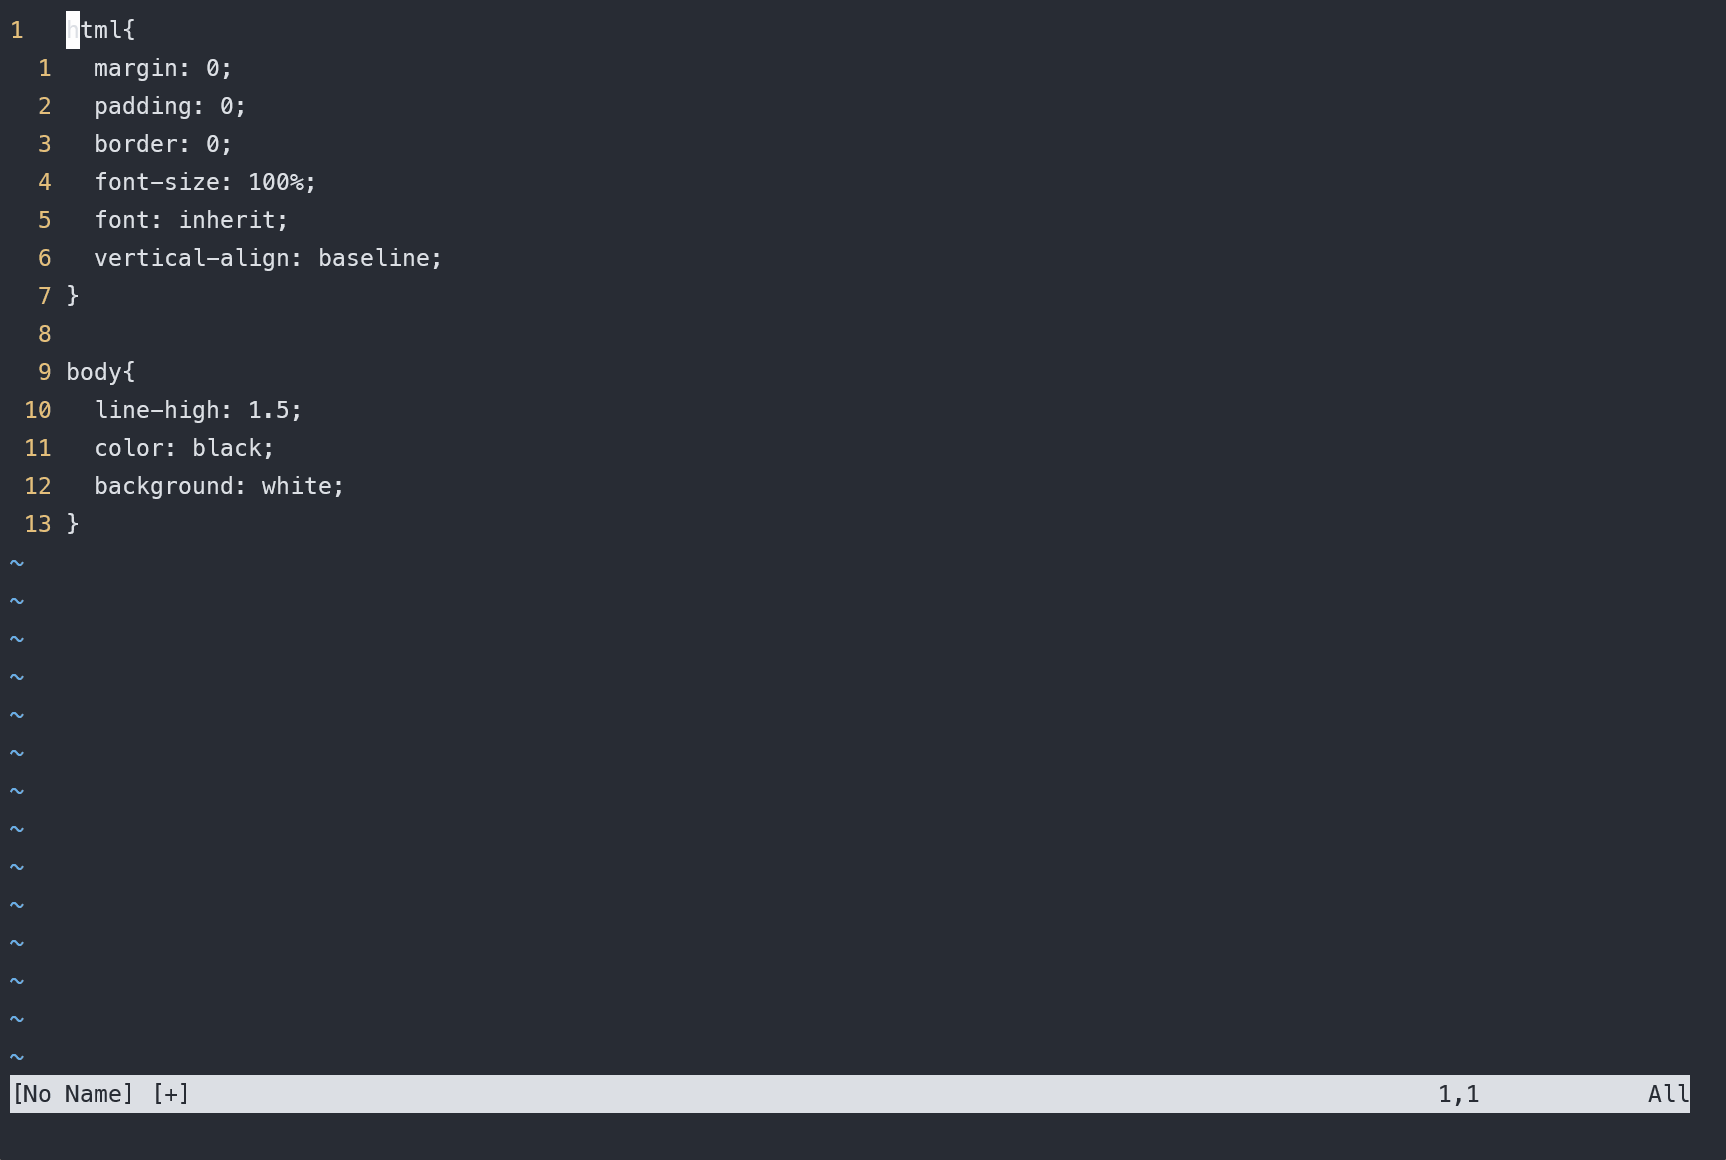 1   html{
  1   margin: 0;
  2   padding: 0;
  3   border: 0;
  4   font-size: 100%;
  5   font: inherit;
  6   vertical-align: baseline;
  7 }
  8
  9 body{
 10   line-high: 1.5;
 11   color: black;
 12   background: white;
 13 }
~
~
~
~
~
~
~
~
~
~
~
~
~
~
[No Name] [+] 1,1 All